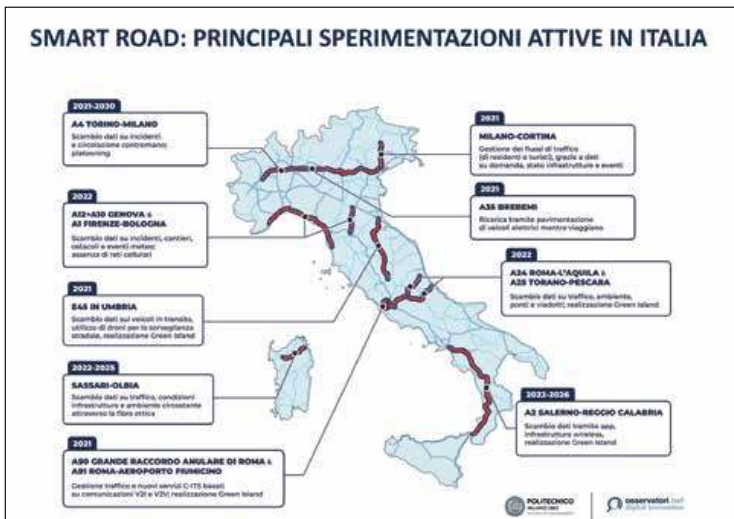 SMART ROAD: PRINCIPALI SPERIMENTAZIONI ATTIVE IN ITALIA
2021-2030
A4 TORINO-MILANO
Scambio dati su incidenti
e circolazione contromano;
platooning
2022
A12+A10 GENOVA &
A1 FIRENZE-BOLOGNA
Scambio dati su incidenti, cantieri,
ostacoli e eventi meteo;
assenza di reti cellulari
2021
E45 IN UMBRIA
Scambio dati sui veicoli in transito,
utilizzo di droni per la sorveglianza
stradale, realizzazione Green Island
2022-2025
SASSARI-OLBIA
Scambio dati su traffico, condizioni
infrastruttura e ambiente circostante
attraverso la fibra ottica
2021
A90 GRANDE RACCORDO ANULARE DI ROMA &
A91 ROMA-AEROPORTO FIUMICINO
Gestione traffico e nuovi servizi C-ITS basati
su comunicazioni V2I e V2V; realizzazione Green Island
2021
MILANO-CORTINA
Gestione dei flussi di traffico
(di residenti e turisti), grazie a dati
su domanda, stato infrastrutture e eventi
2021
A35 BREBEMI
Ricarica tramite pavimentazione
di veicoli elettrici mentre viaggiano
2022
A24 ROMA-L'AQUILA &
A25 TORANO-PESCARA
Scambio dati su traffico, ambiente,
ponti e viadotti; realizzazione Green Island
2022-2026
A2 SALERNO-REGGIO CALABRIA
Scambio dati tramite app,
infrastrutture wireless,
realizzazione Green Island
POLITECNICO
MILANO 1863
osservatori.net
digital innovation